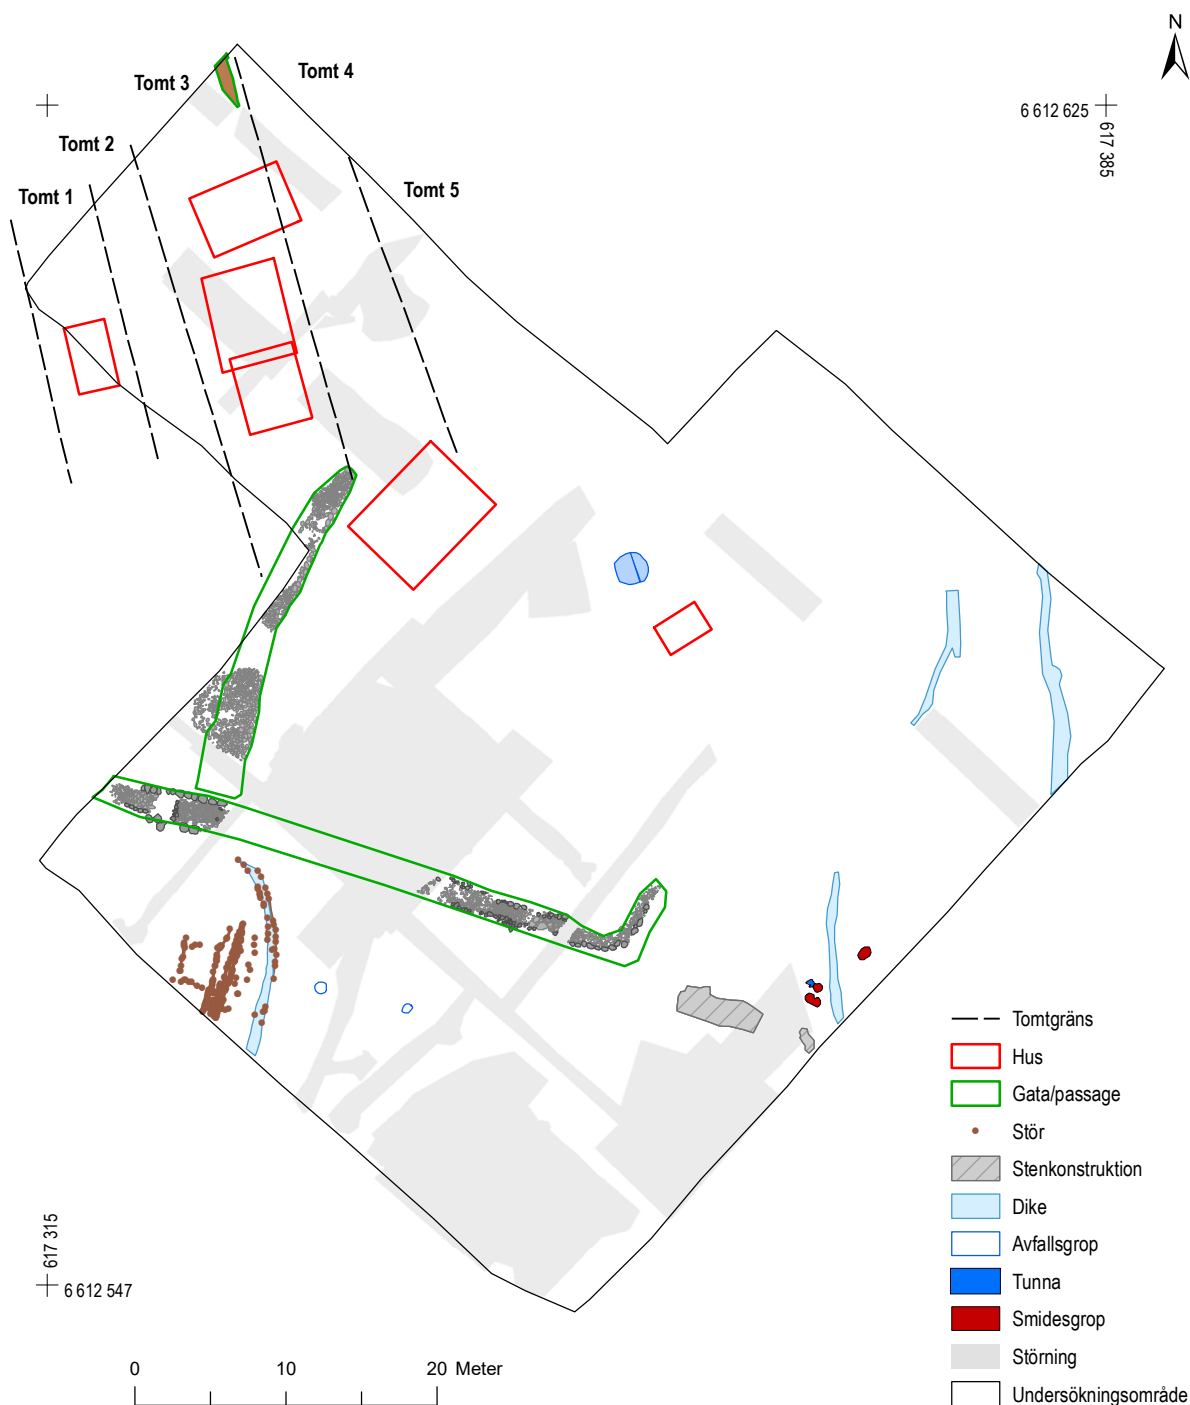 N
Tomt 4
Tomt 3
6 612 625
617 385
Tomt 2
Tomt 1
Tomt 5
Tomtgräns
Hus
Gata/passage
Stör
Stenkonstruktion
Dike
Avfallsgrop
Tunna
Smidesgrop
Störning
Undersökningsområde
617 315
6 612 547
0 10 20 Meter